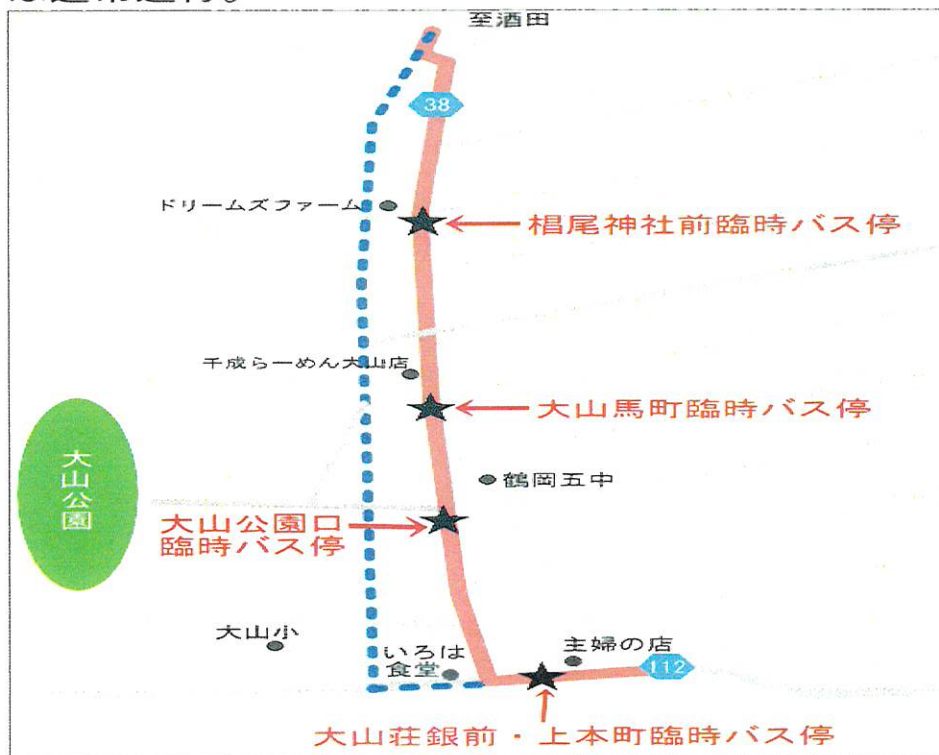 至酒田
38
ドリームズファーム
椙尾神社前臨時バス停
千成らーめん大山店
大山馬町臨時バス停
大山公園
鶴岡五中
大山公園口
臨時バス停
大山小
いろは
食堂
主婦の店
112
大山荘銀前・上本町臨時バス停